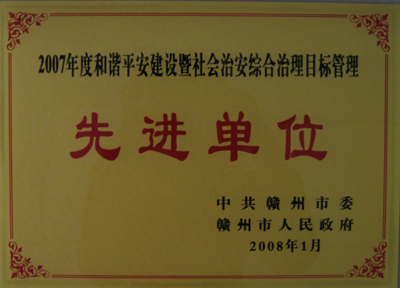 2007年度和谐平安建设暨社会治安综合治理目标管理
先进单位
中共赣州市委
赣州市人民政府
2008年1月